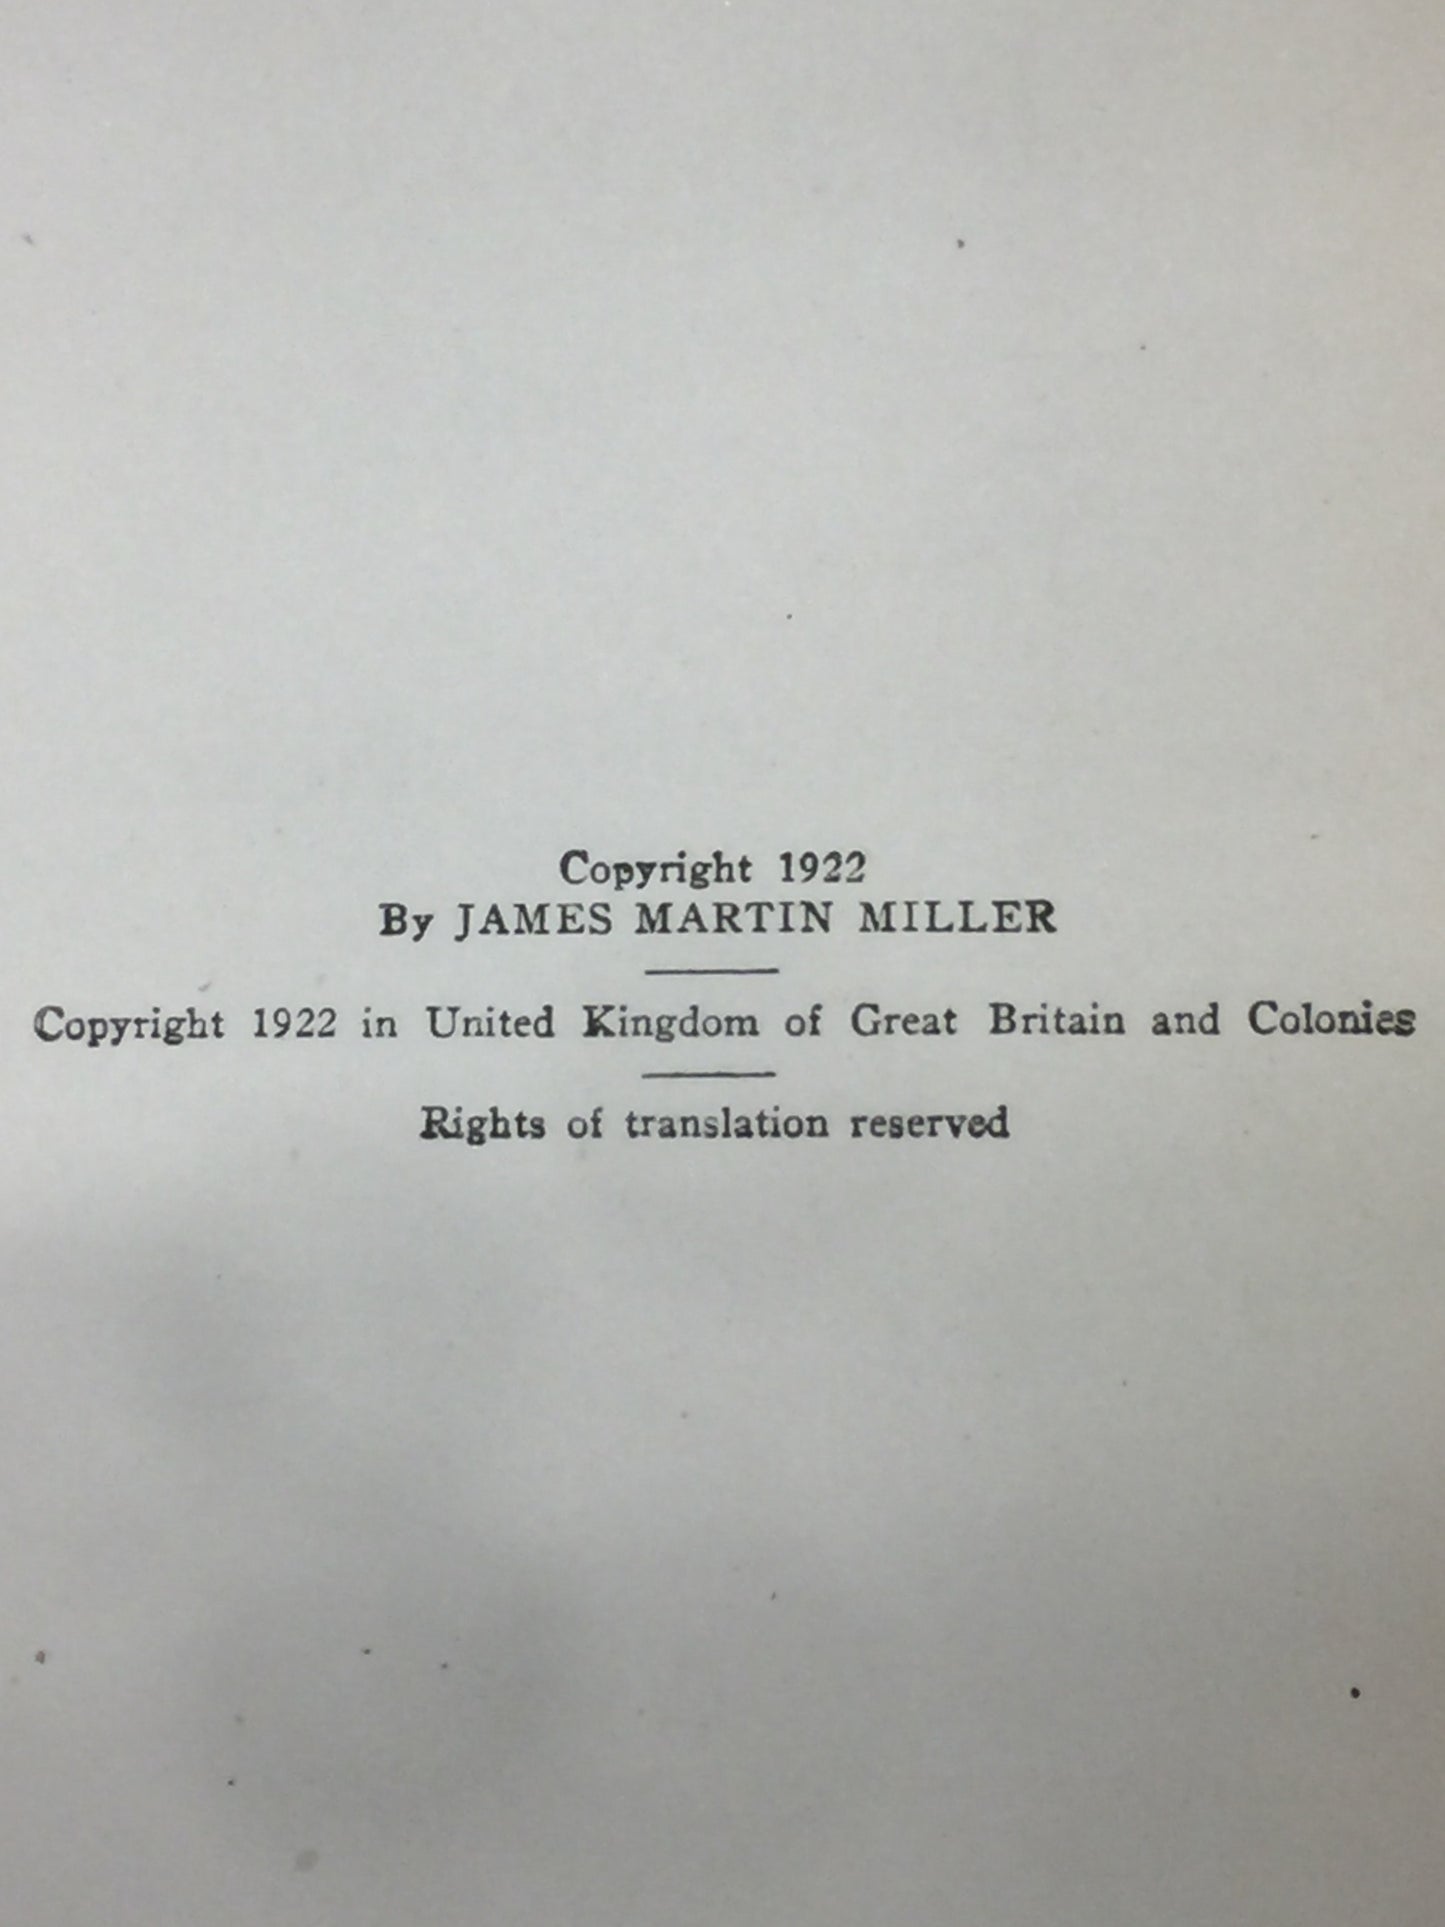 Copyright 1922
By JAMES MARTIN MILLER
Copyright 1922 in United Kingdom of Great Britain and Colonies
Rights of translation reserved